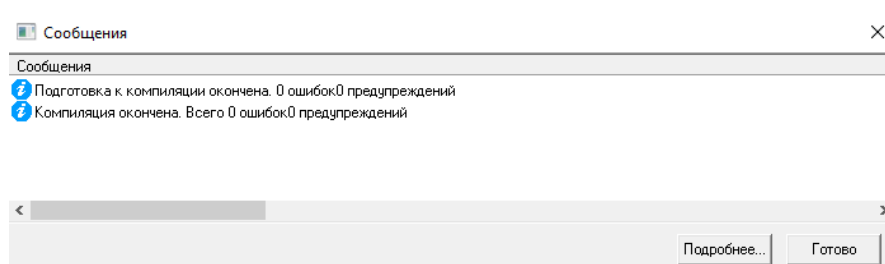 Сообщения
Сообщения
Подготовка к компиляции окончена. 0 ошибок0 предупреждений
Компиляция окончена. Всего 0 ошибок0 предупреждений
Подробнее... Готово